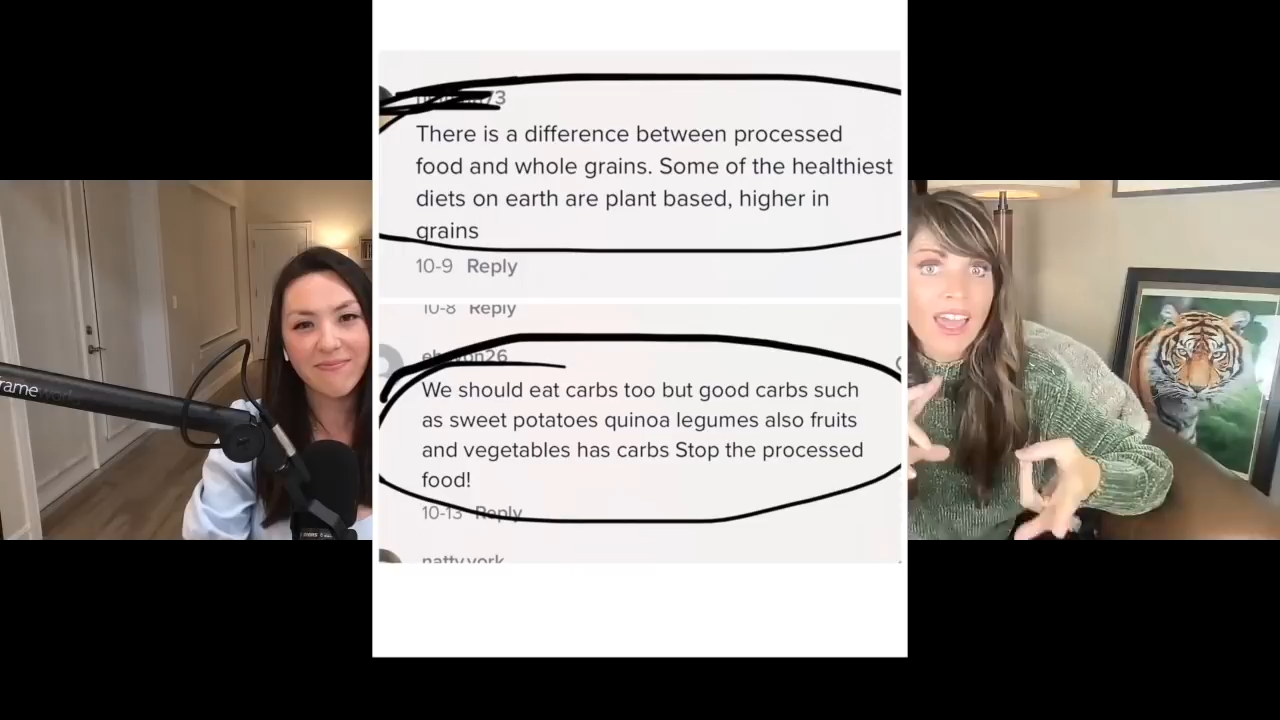 There is a difference between processed
food and whole grains. Some of the healthiest
diets on earth are plant based, higher in
grains
10-9 Reply
10-8 Reply
We should eat carbs too but good carbs such
as sweet potatoes quinoa legumes also fruits
and vegetables has carbs Stop the processed
food!
10-13 Reply
natty.york